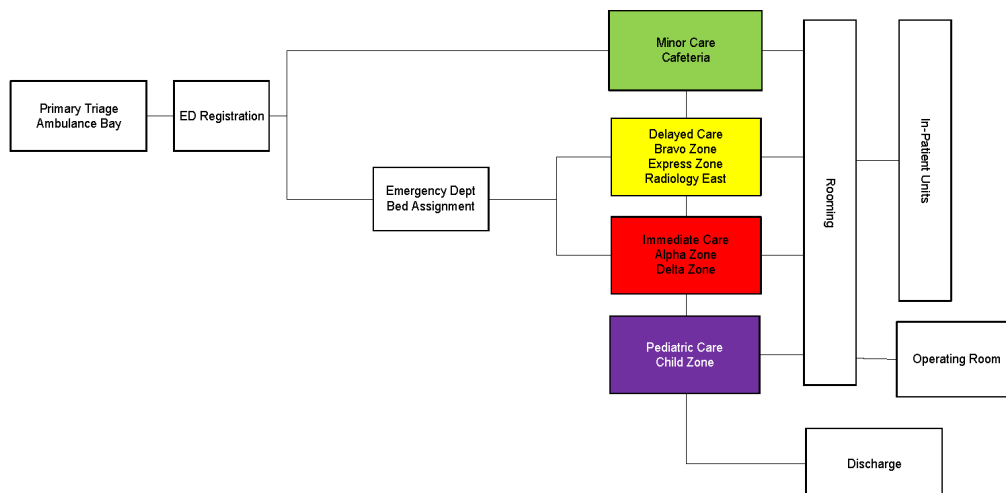 Primary Triage
Ambulance Bay
ED Registration
Emergency Dept
Bed Assignment
Minor Care
Cafeteria
Delayed Care
Bravo Zone
Express Zone
Radiology East
Immediate Care
Alpha Zone
Delta Zone
Pediatric Care
Child Zone
Rooming
In-Patient Units
Operating Room
Discharge